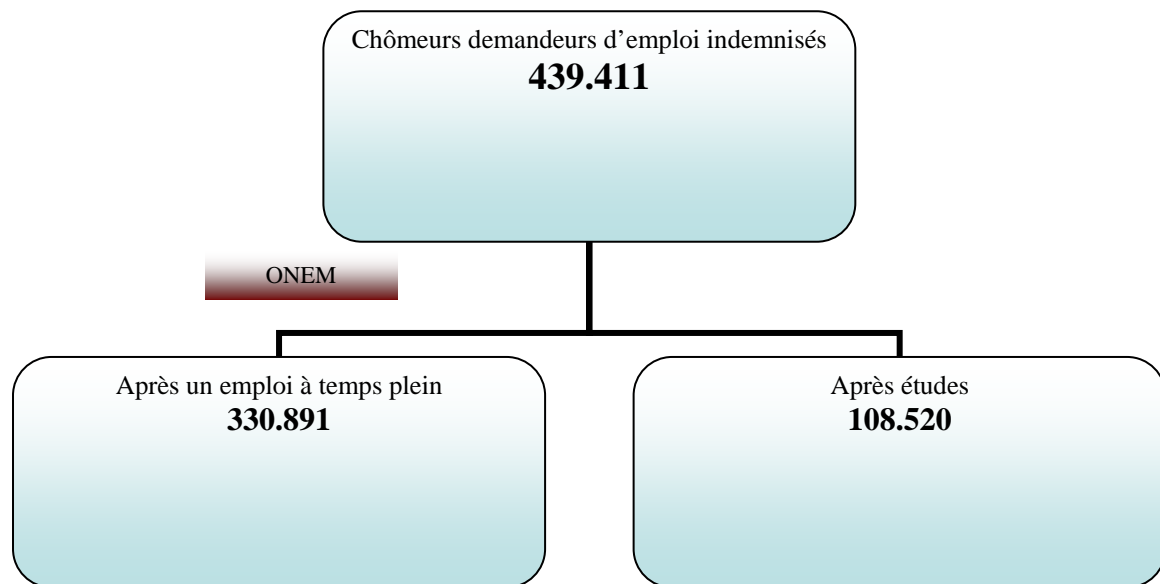 Chômeurs demandeurs d’emploi indemnisés
439.411
ONEM
Après un emploi à temps plein
330.891
Après études
108.520